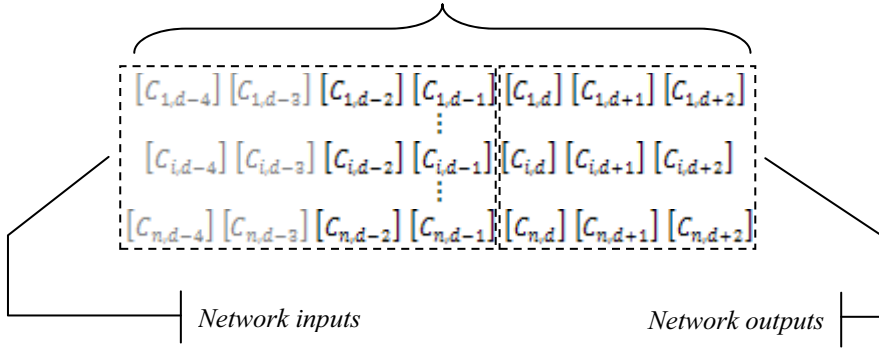 [C1,d−4] [C1,d−3] [C1,d−2] [C1,d−1] [C1,d] [C1,d+1] [C1,d+2]
⋮
[Ci,d−4] [Ci,d−3] [Ci,d−2] [Ci,d−1] [Ci,d] [Ci,d+1] [Ci,d+2]
⋮
[Cn,d−4] [Cn,d−3] [Cn,d−2] [Cn,d−1] [Cn,d] [Cn,d+1] [Cn,d+2]
Network inputs
Network outputs